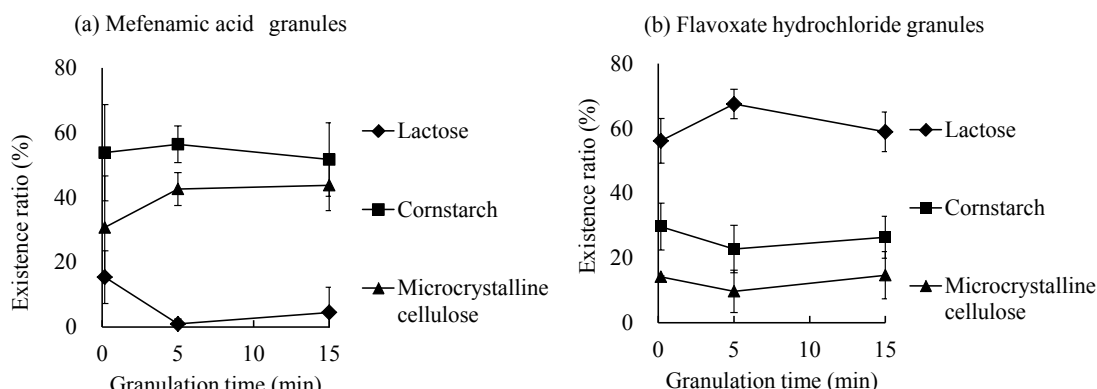 (a) Mefenamic acid granules
80
60
40
20
0
0 5 10 15
Existence ratio (%)
Granulation time (min)
Lactose
Cornstarch
Microcrystalline
cellulose
(b) Flavoxate hydrochloride granules
80
60
40
20
0
0 5 10 15
Existence ratio (%)
Granulation time (min)
Lactose
Cornstarch
Microcrystalline
cellulose